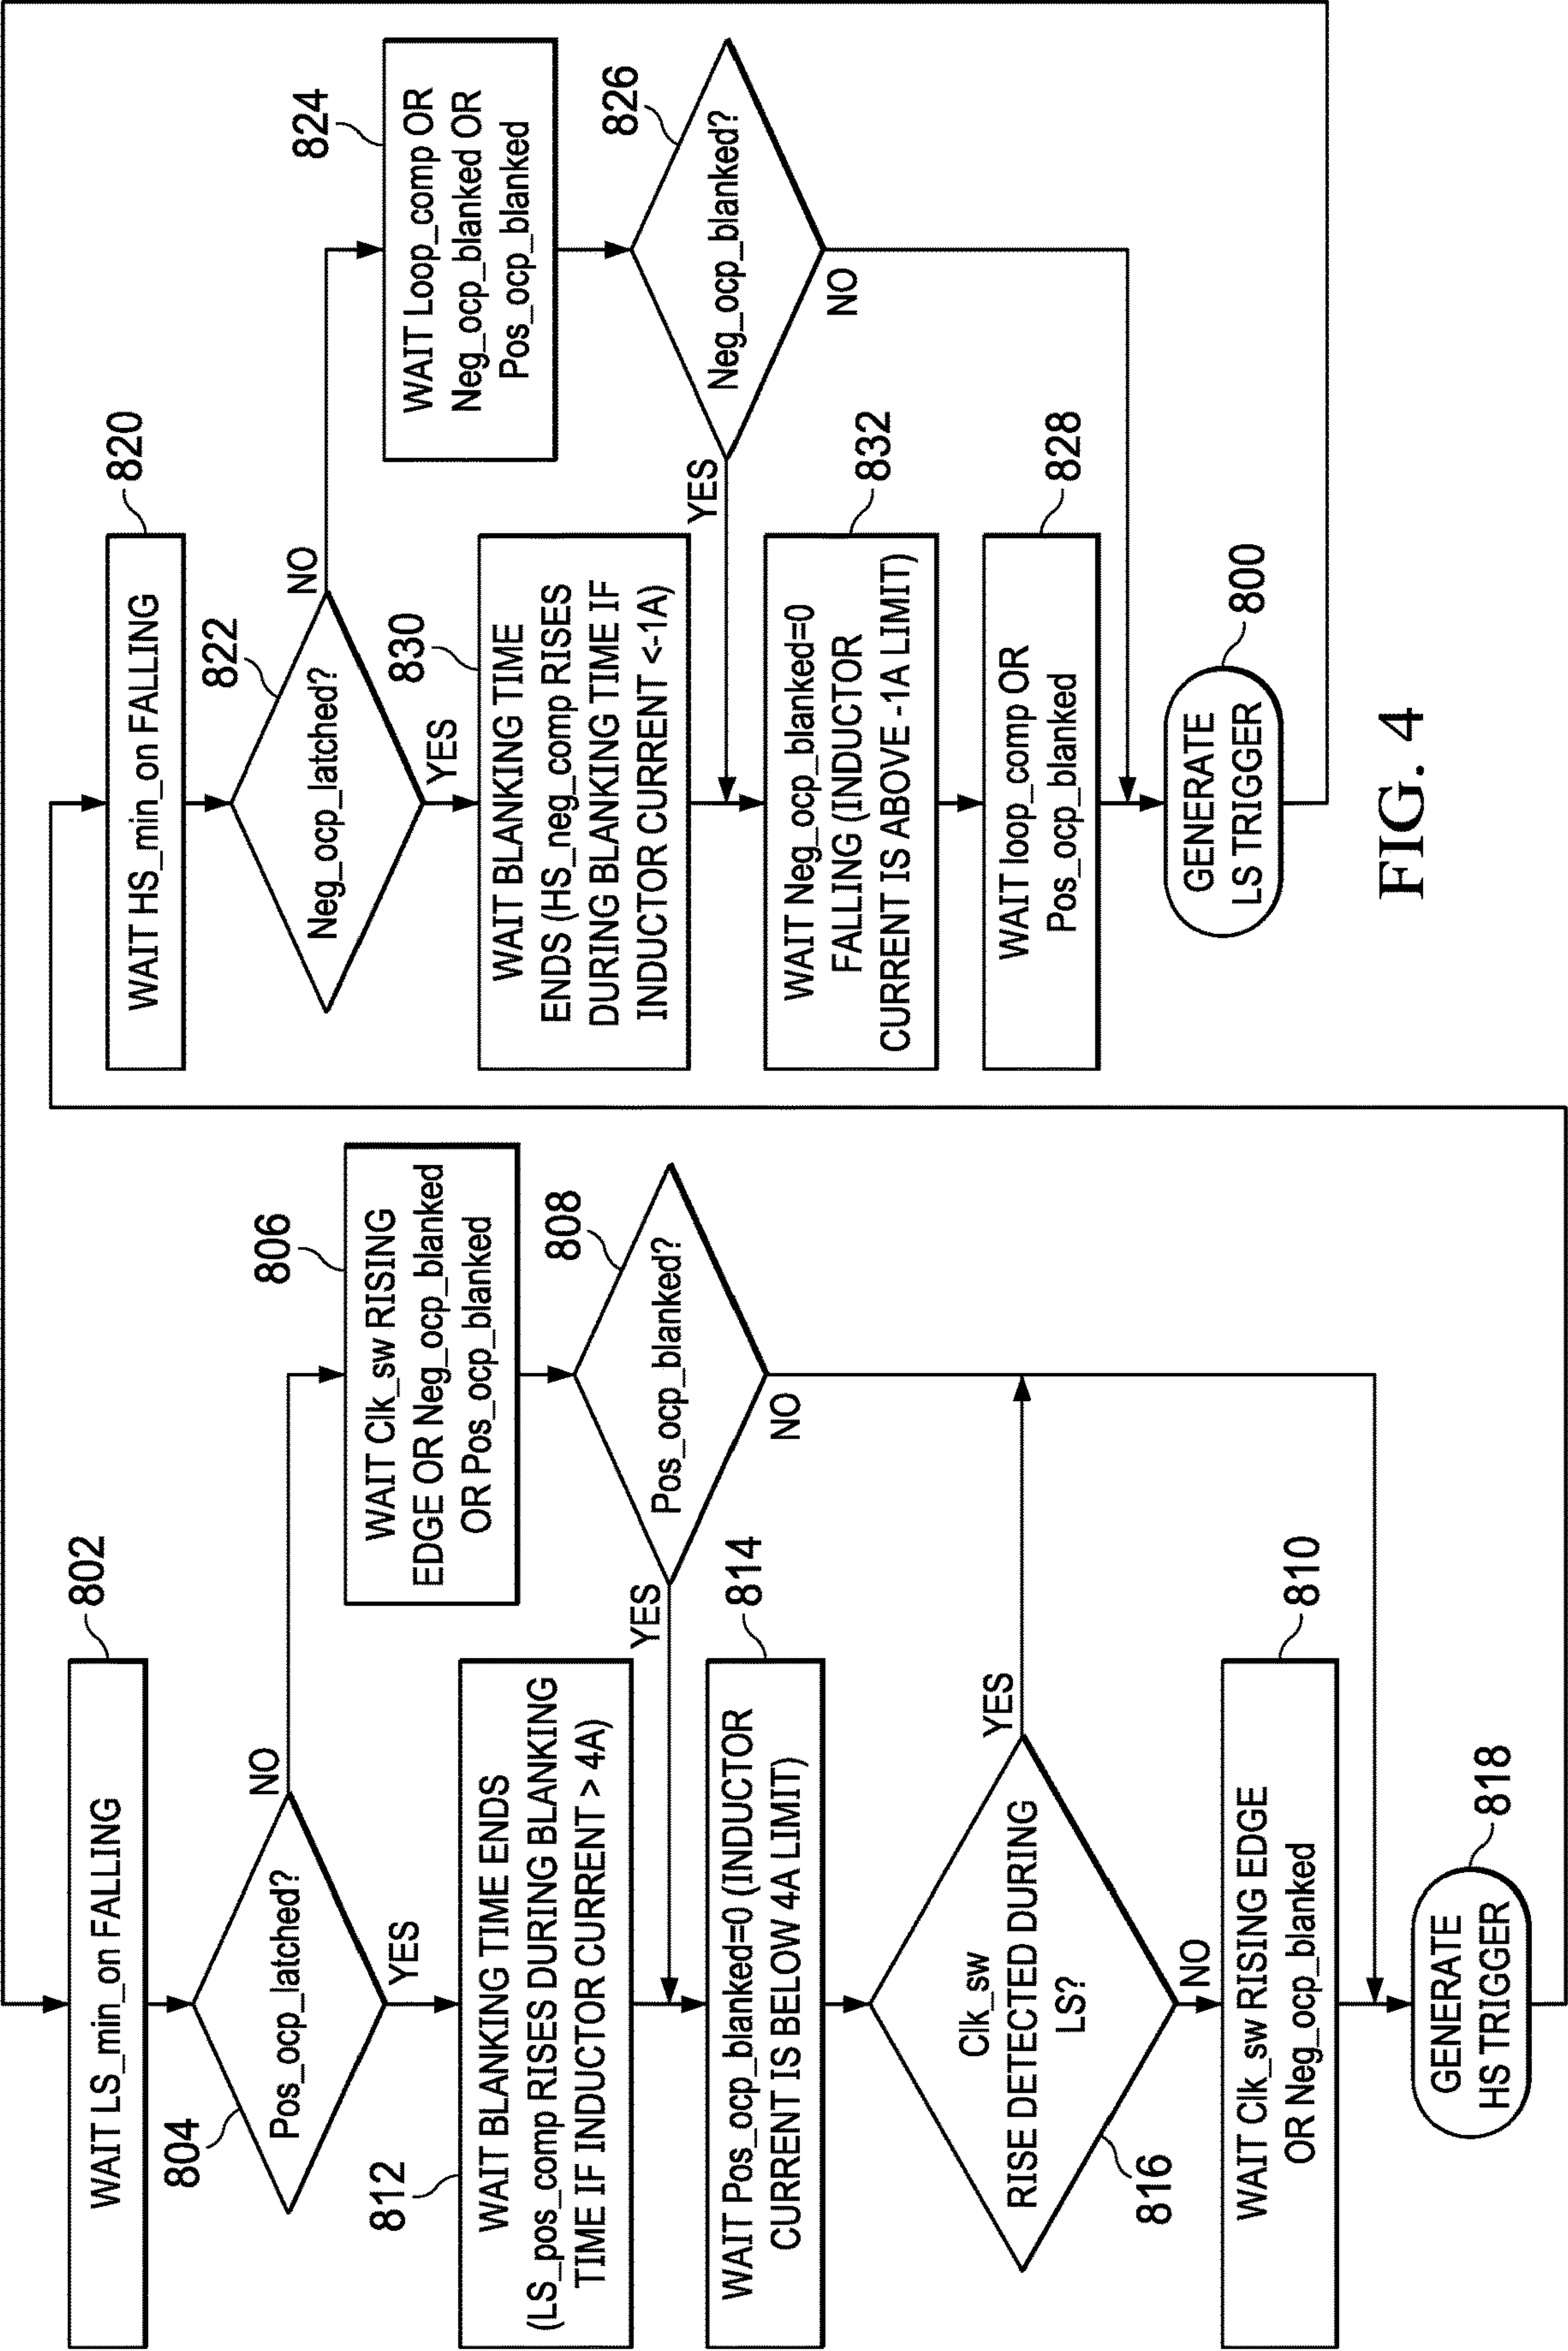 802
WAIT LS_min_on FALLING
804
Pos_ocp_latched?
NO
YES
806
WAIT Clk_sw RISING
EDGE OR Neg_ocp_blanked
OR Pos_ocp_blanked
808
Pos_ocp_blanked?
YES
NO
812
WAIT BLANKING TIME ENDS
(LS_pos_comp RISES DURING BLANKING
TIME IF INDUCTOR CURRENT > 4A)
814
WAIT Pos_ocp_blanked=0 (INDUCTOR
CURRENT IS BELOW 4A LIMIT)
Clk_sw
RISE DETECTED DURING
LS?
816
YES
NO
810
WAIT Clk_sw RISING EDGE
OR Neg_ocp_blanked
818
GENERATE
HS TRIGGER
820
WAIT HS_min_on FALLING
822
Neg_ocp_latched?
NO
YES
824
WAIT Loop_comp OR
Neg_ocp_blanked OR
Pos_ocp_blanked
826
Neg_ocp_blanked?
YES
NO
830
WAIT BLANKING TIME
ENDS (HS_neg_comp RISES
DURING BLANKING TIME IF
INDUCTOR CURRENT <-1A)
832
WAIT Neg_ocp_blanked=0
FALLING (INDUCTOR
CURRENT IS ABOVE -1A LIMIT)
828
WAIT loop_comp OR
Pos_ocp_blanked
800
GENERATE
LS TRIGGER
FIG. 4